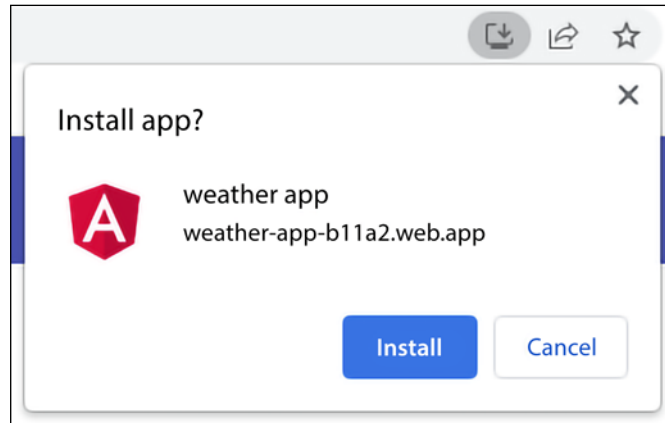 Install app?
A
weather app
weather-app-b11a2.web.app
Install
Cancel